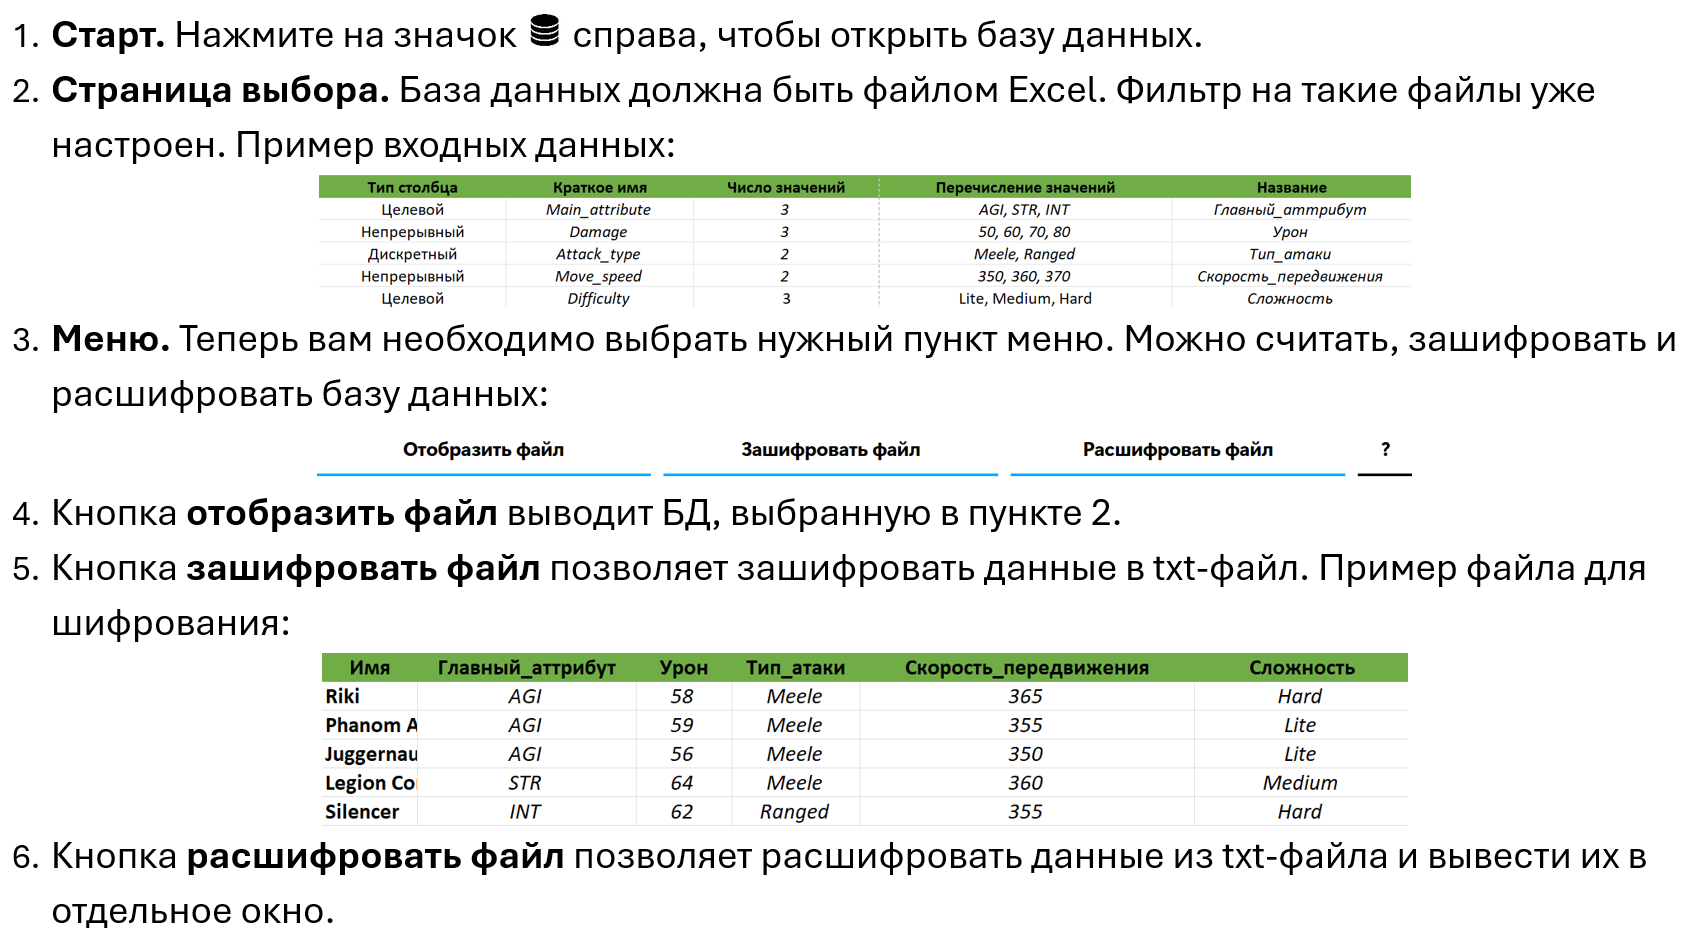 1. Старт. Нажмите на значок справа, чтобы открыть базу данных.
2. Страница выбора. База данных должна быть файлом Excel. Фильтр на такие файлы уже
настроен. Пример входных данных:
Тип столбца Краткое имя Число значений Перечисление значений Название
Целевой Main_attribute 3 AGI, STR, INT Главный_аттрибут
Непрерывный Damage 3 50, 60, 70, 80 Урон
Дискретный Attack_type 2 Meele, Ranged Тип_атаки
Непрерывный Move_speed 2 350, 360, 370 Скорость_передвижения
Целевой Difficulty 3 Lite, Medium, Hard Сложность
3. Меню. Теперь вам необходимо выбрать нужный пункт меню. Можно считать, зашифровать и
расшифровать базу данных:
Отобразить файл Зашифровать файл Расшифровать файл ?
4. Кнопка отобразить файл выводит БД, выбранную в пункте 2.
5. Кнопка зашифровать файл позволяет зашифровать данные в txt-файл. Пример файла для
шифрования:
Имя Главный_аттрибут Урон Тип_атаки Скорость_передвижения Сложность
Riki AGI 58 Meele 365 Hard
Phanom A AGI 59 Meele 355 Lite
Juggernau AGI 56 Meele 350 Lite
Legion Co STR 64 Meele 360 Medium
Silencer INT 62 Ranged 355 Hard
6. Кнопка расшифровать файл позволяет расшифровать данные из txt-файла и вывести их в
отдельное окно.